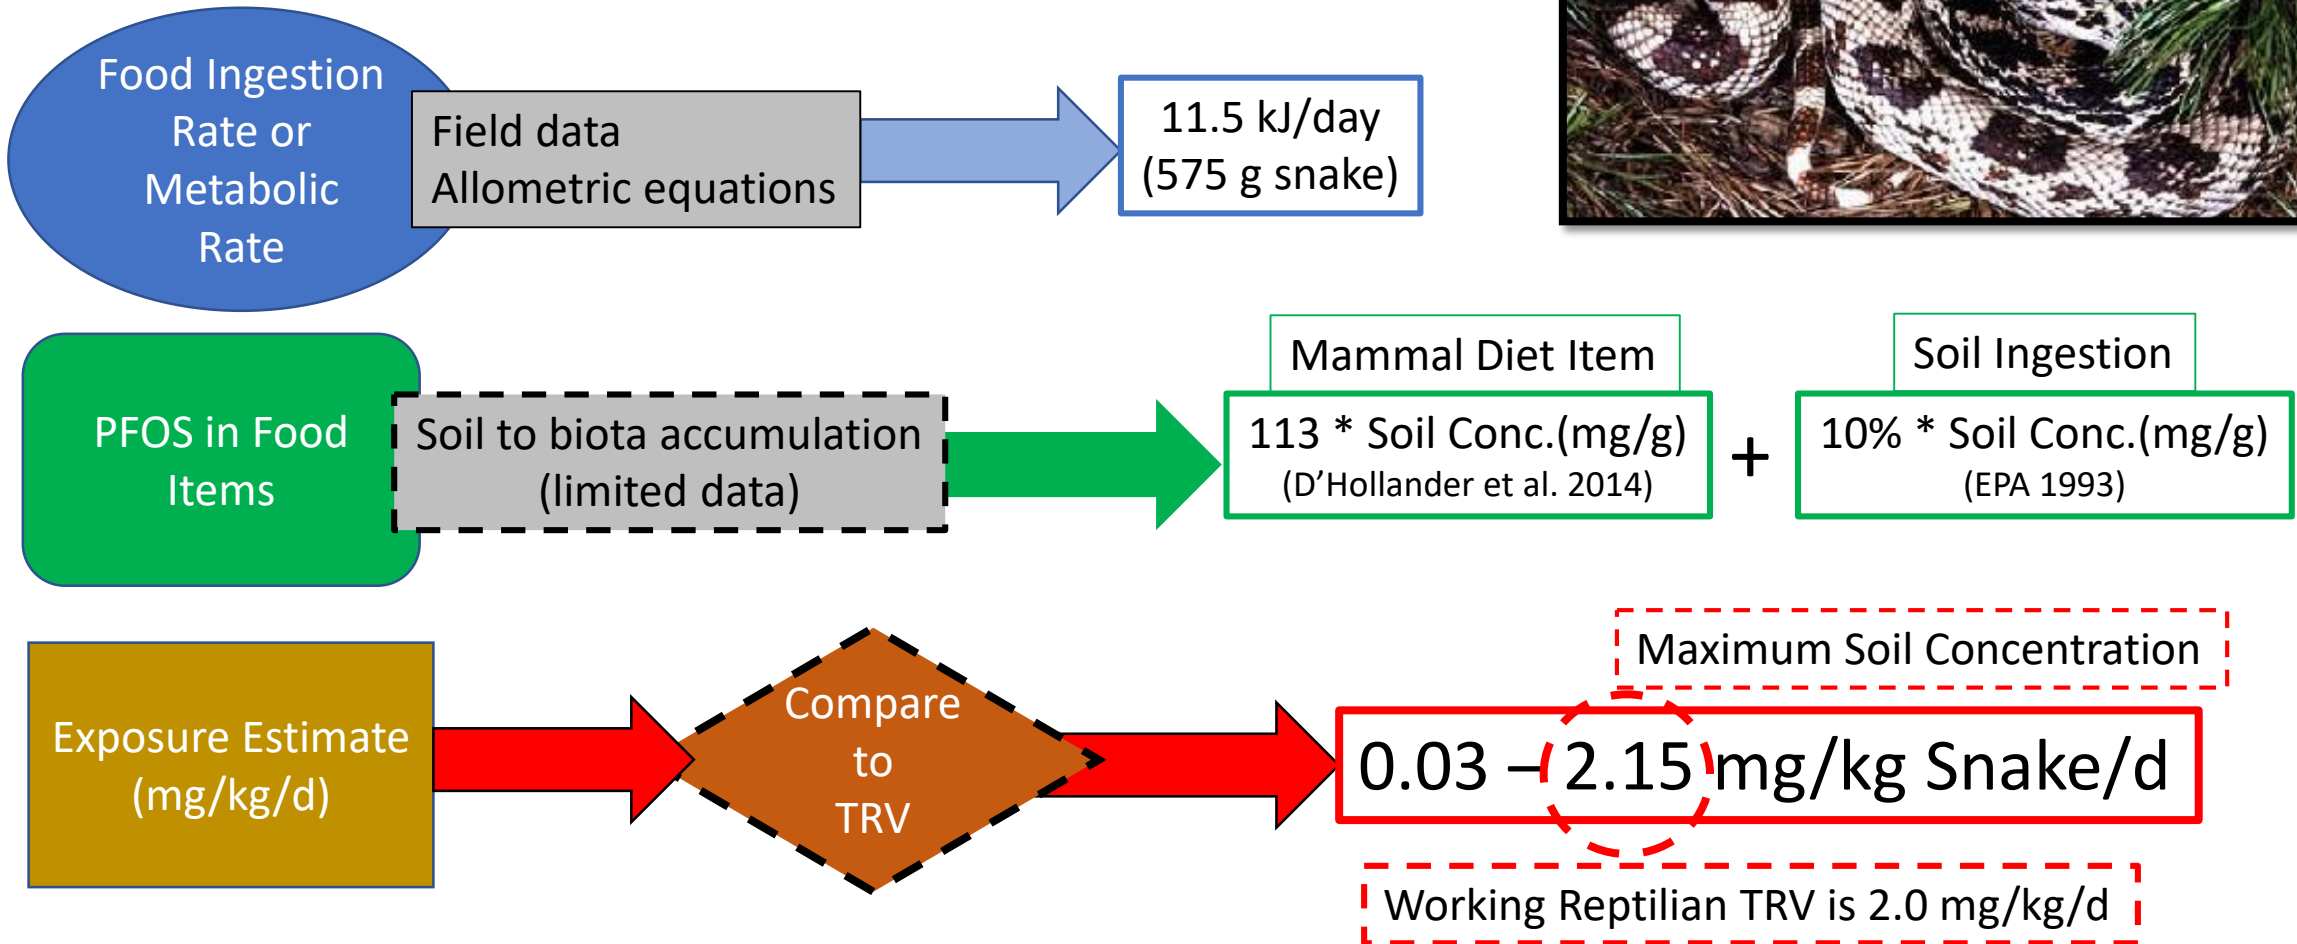 Food Ingestion
Rate or
Metabolic
Rate
Field data
Allometric equations
11.5 kJ/day
(575 g snake)
PFOS in Food
Items
Soil to biota accumulation
(limited data)
Mammal Diet Item
113 * Soil Conc.(mg/g)
(D’Hollander et al. 2014)
+
Soil Ingestion
10% * Soil Conc.(mg/g)
(EPA 1993)
Exposure Estimate
(mg/kg/d)
Compare
to
TRV
Maximum Soil Concentration
0.03 – 2.15 mg/kg Snake/d
Working Reptilian TRV is 2.0 mg/kg/d